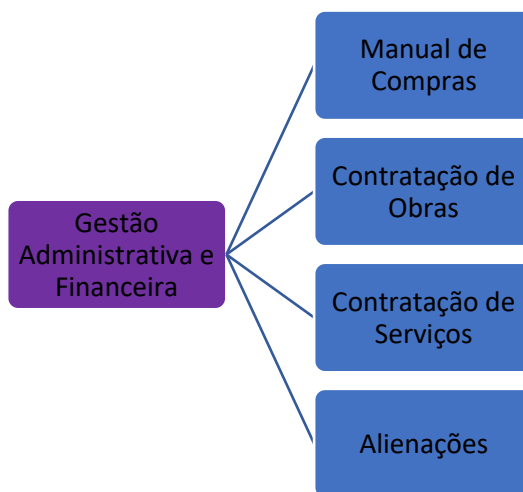 Manual de
Compras
Contratação de
Obras
Gestão
Administrativa e
Financeira
Contratação de
Serviços
Alienações